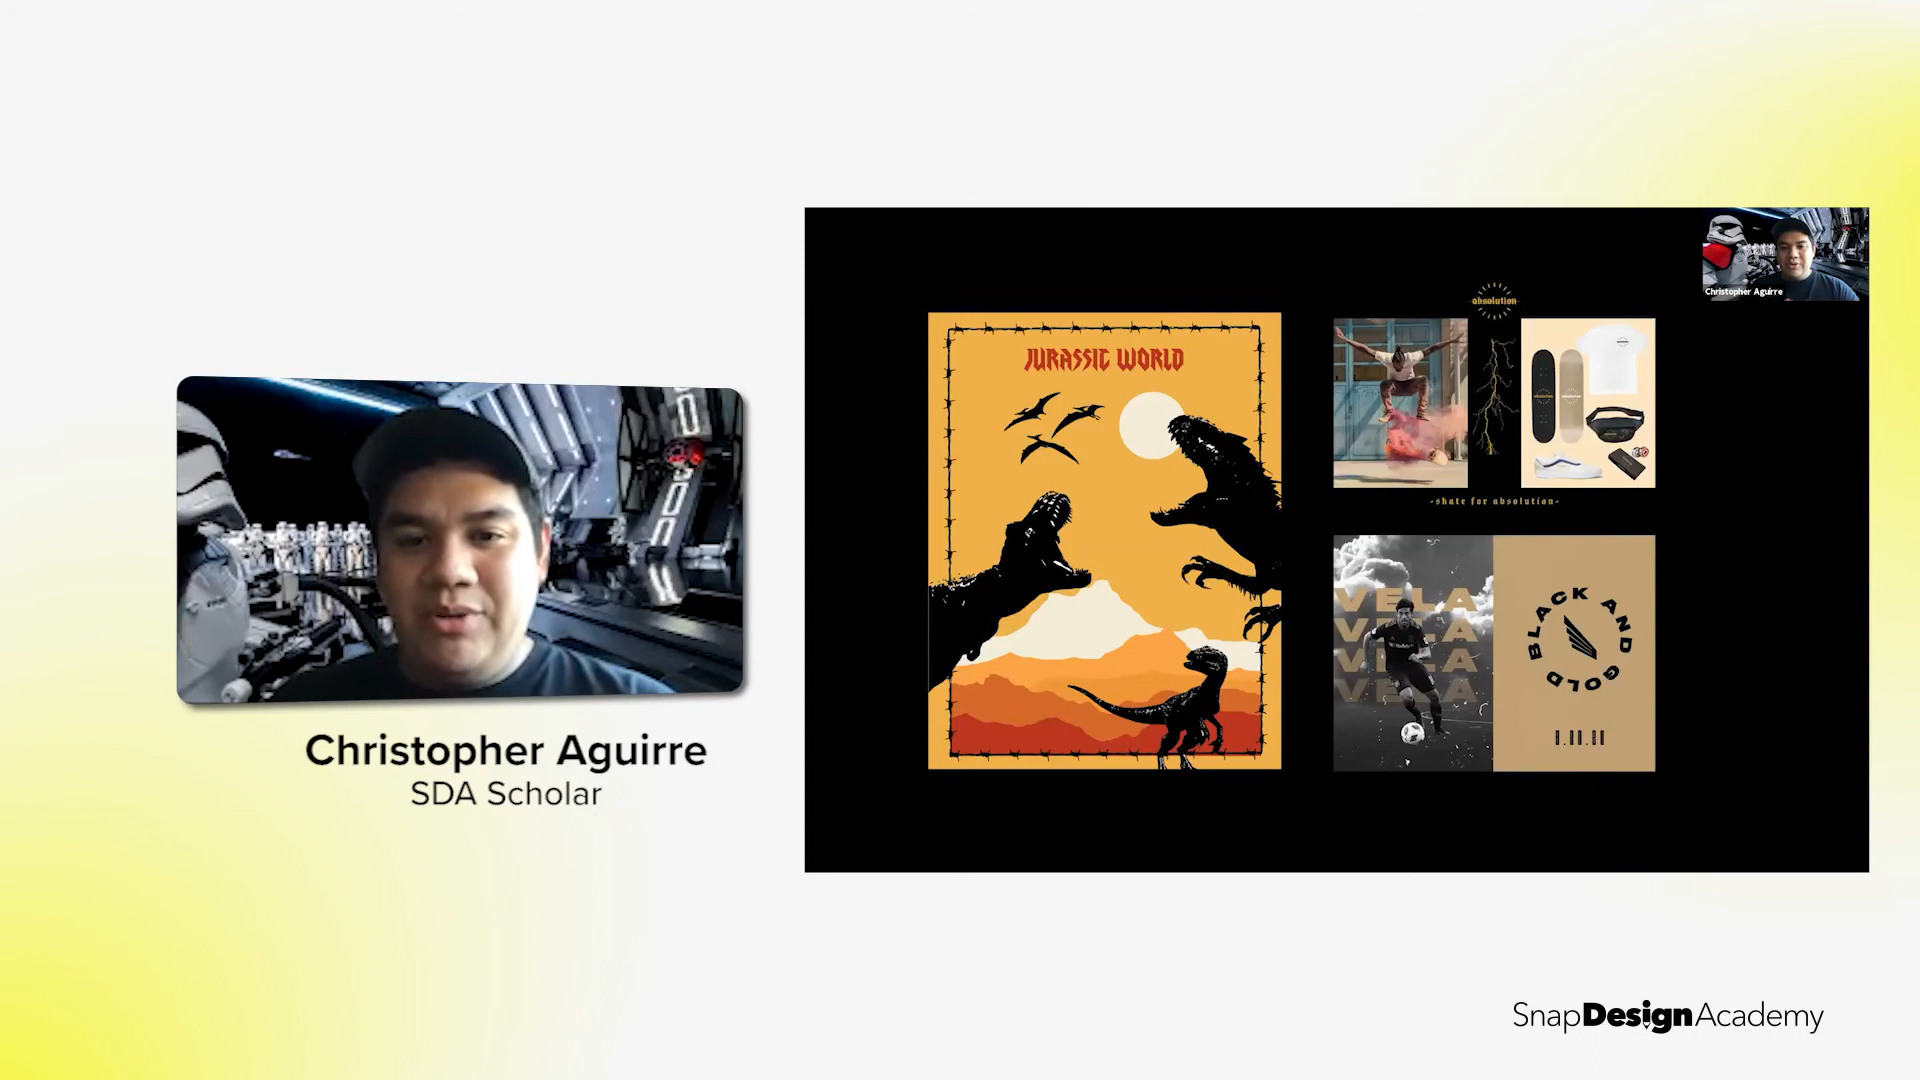 Christopher Aguirre
SDA Scholar
JURASSIC WORLD
absolution
-skate for absolution-
VELA
VELA
VELA
VELA
BLACK AND GOLD
Christopher Aguirre
SnapDesignAcademy